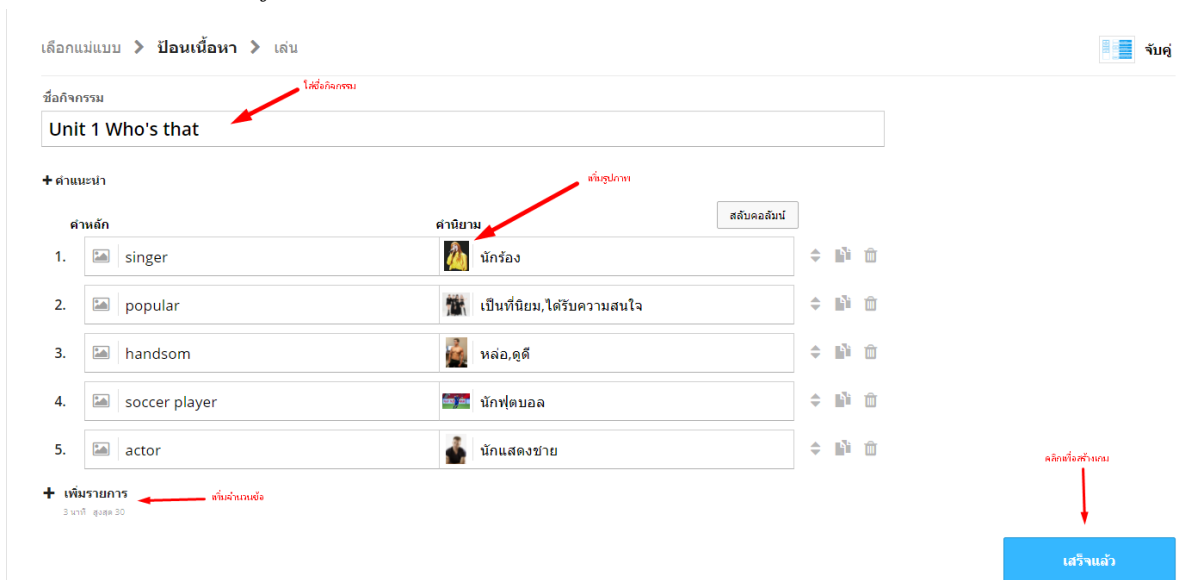 เลือกแม่แบบ > ป้อนเนื้อหา > เล่น
จับคู่
ใส่ชื่อกิจกรรม
ชื่อกิจกรรม
Unit 1 Who's that
+ คำแนะนำ
เพิ่มรูปภาพ
สลับคอลัมน์
คำหลัก คำนิยาม
1. singer นักร้อง
2. popular เป็นที่นิยม,ได้รับความสนใจ
3. handsom หล่อ,ดูดี
4. soccer player นักฟุตบอล
5. actor นักแสดงชาย
คลิกเพื่อสร้างเกม
+ เพิ่มรายการ เพิ่มจำนวนข้อ
3 นาที สูงสุด 30
เสร็จแล้ว